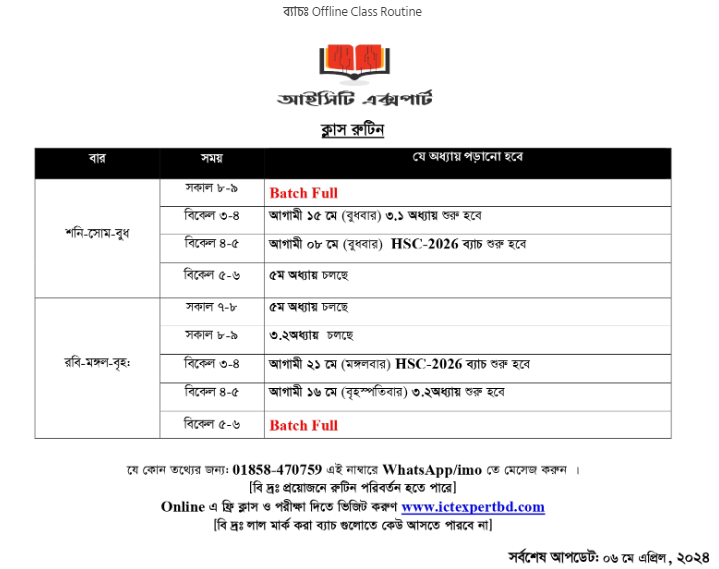 ব্যাচঃ Offline Class Routine
আইসিটি এক্সপার্ট
ক্লাস রুটিন
বার সময় যে অধ্যায় পড়ানো হবে
শনি-সোম-বুধ
সকাল ৮-৯ Batch Full
বিকেল ৩-৪ আগামী ১৫ মে (বুধবার) ৩.১ অধ্যায় শুরু হবে
বিকেল ৪-৫ আগামী ০৮ মে (বুধবার) HSC-2026 ব্যাচ শুরু হবে
বিকেল ৫-৬ ৫ম অধ্যায় চলছে
রবি-মঙ্গল-বৃহ:
সকাল ৭-৮ ৫ম অধ্যায় চলছে
সকাল ৮-৯ ৩.২অধ্যায় চলছে
বিকেল ৩-৪ আগামী ২১ মে (মঙ্গলবার) HSC-2026 ব্যাচ শুরু হবে
বিকেল ৪-৫ আগামী ১৬ মে (বৃহস্পতিবার) ৩.২অধ্যায় শুরু হবে
বিকেল ৫-৬ Batch Full
যে কোন তথ্যের জন্য: 01858-470759 এই নাম্বারে WhatsApp/imo তে মেসেজ করুন ।
[বি দ্রঃ প্রয়োজনে রুটিন পরিবর্তন হতে পারে]
Online এ ফ্রি ক্লাস ও পরীক্ষা দিতে ভিজিট করুণ www.ictexpertbd.com
[বি দ্রঃ লাল মার্ক করা ব্যাচ গুলোতে কেউ আসতে পারবে না]
সর্বশেষ আপডেট: ০৬ মে এপ্রিল, ২০২৪